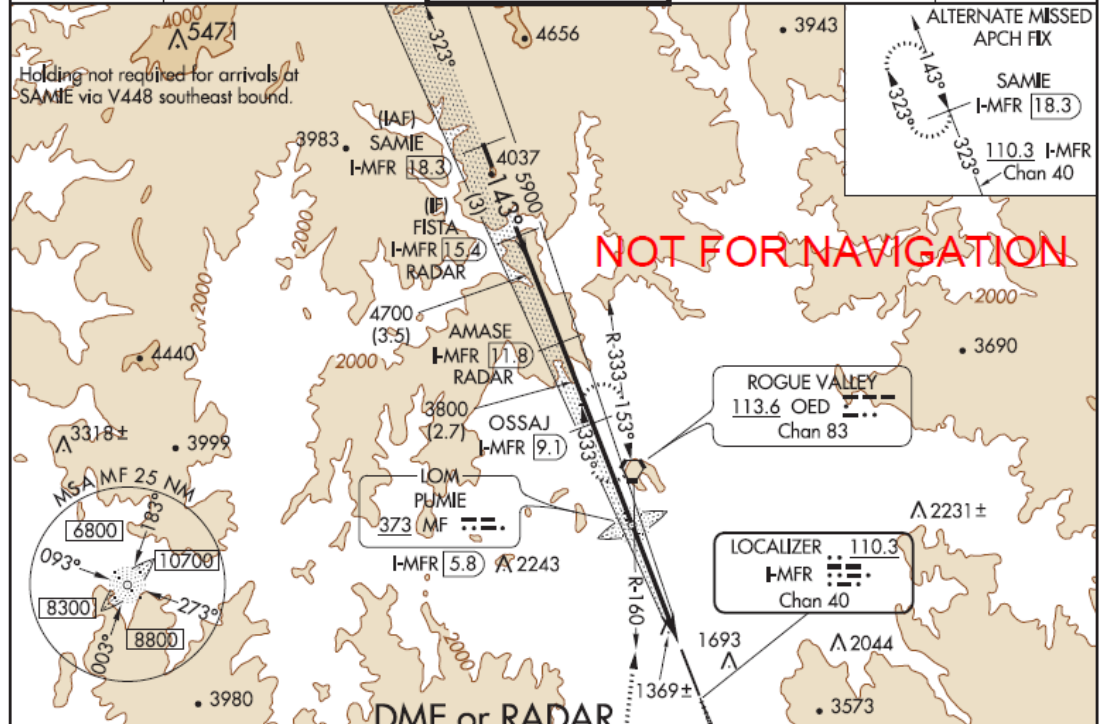 4000
5471
4656
3943
ALTERNATE MISSED
APCH FIX
323°
Holding not required for arrivals at
SAMIE via V448 southeast bound.
143°
323°
SAMIE
I-MFR 18.3
323°
110.3 I-MFR
Chan 40
(IAF)
SAMIE
I-MFR 18.3
3983
4037
5900
(3)
143°
2000
(IF)
FISTA
I-MFR 15.4
RADAR
NOT FOR NAVIGATION
2000
2000
4700
(3.5)
AMASE
I-MFR 11.8
RADAR
2000
4440
3690
R-333
153°
ROGUE VALLEY
113.6 OED
Chan 83
3800
(2.7)
OSSAJ
I-MFR 9.1
333°
3318±
3999
LOM
PUMIE
373 MF
I-MFR 5.8
2243
2231±
MSA MF 25 NM
6800
183°
093°
10700
8300
273°
8800
003°
LOCALIZER 110.3
I-MFR
Chan 40
R-160
2000
1693
2044
1369±
3980
3573
DME or RADAR